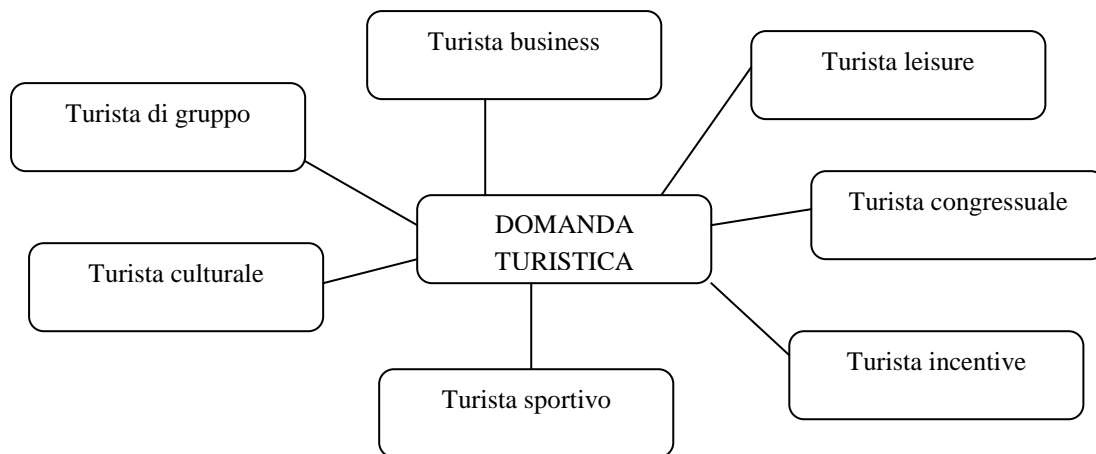 Turista business
Turista leisure
Turista di gruppo
Turista congressuale
DOMANDA
TURISTICA
Turista culturale
Turista incentive
Turista sportivo